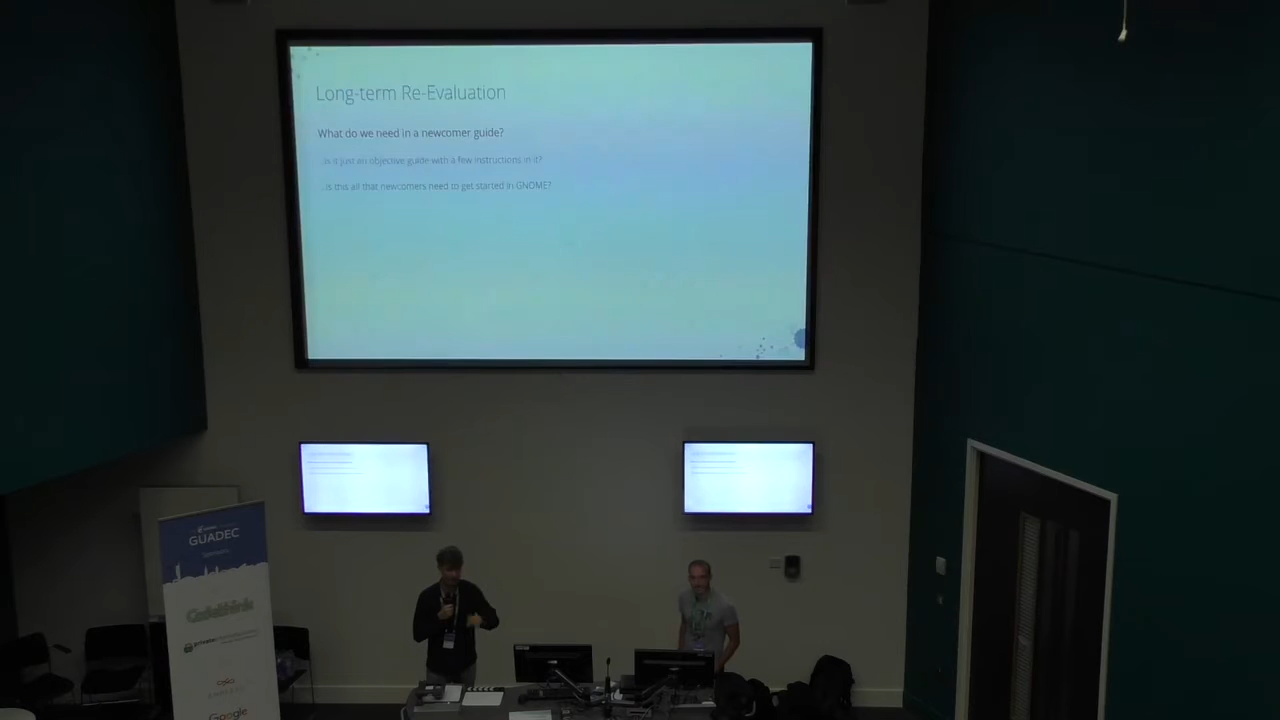 Long-term Re-Evaluation
What do we need in a newcomer guide?
Is it just an objective guide with a few instructions in it?
Is this all that newcomers need to get started in GNOME?
GUADEC
Codethink
Google